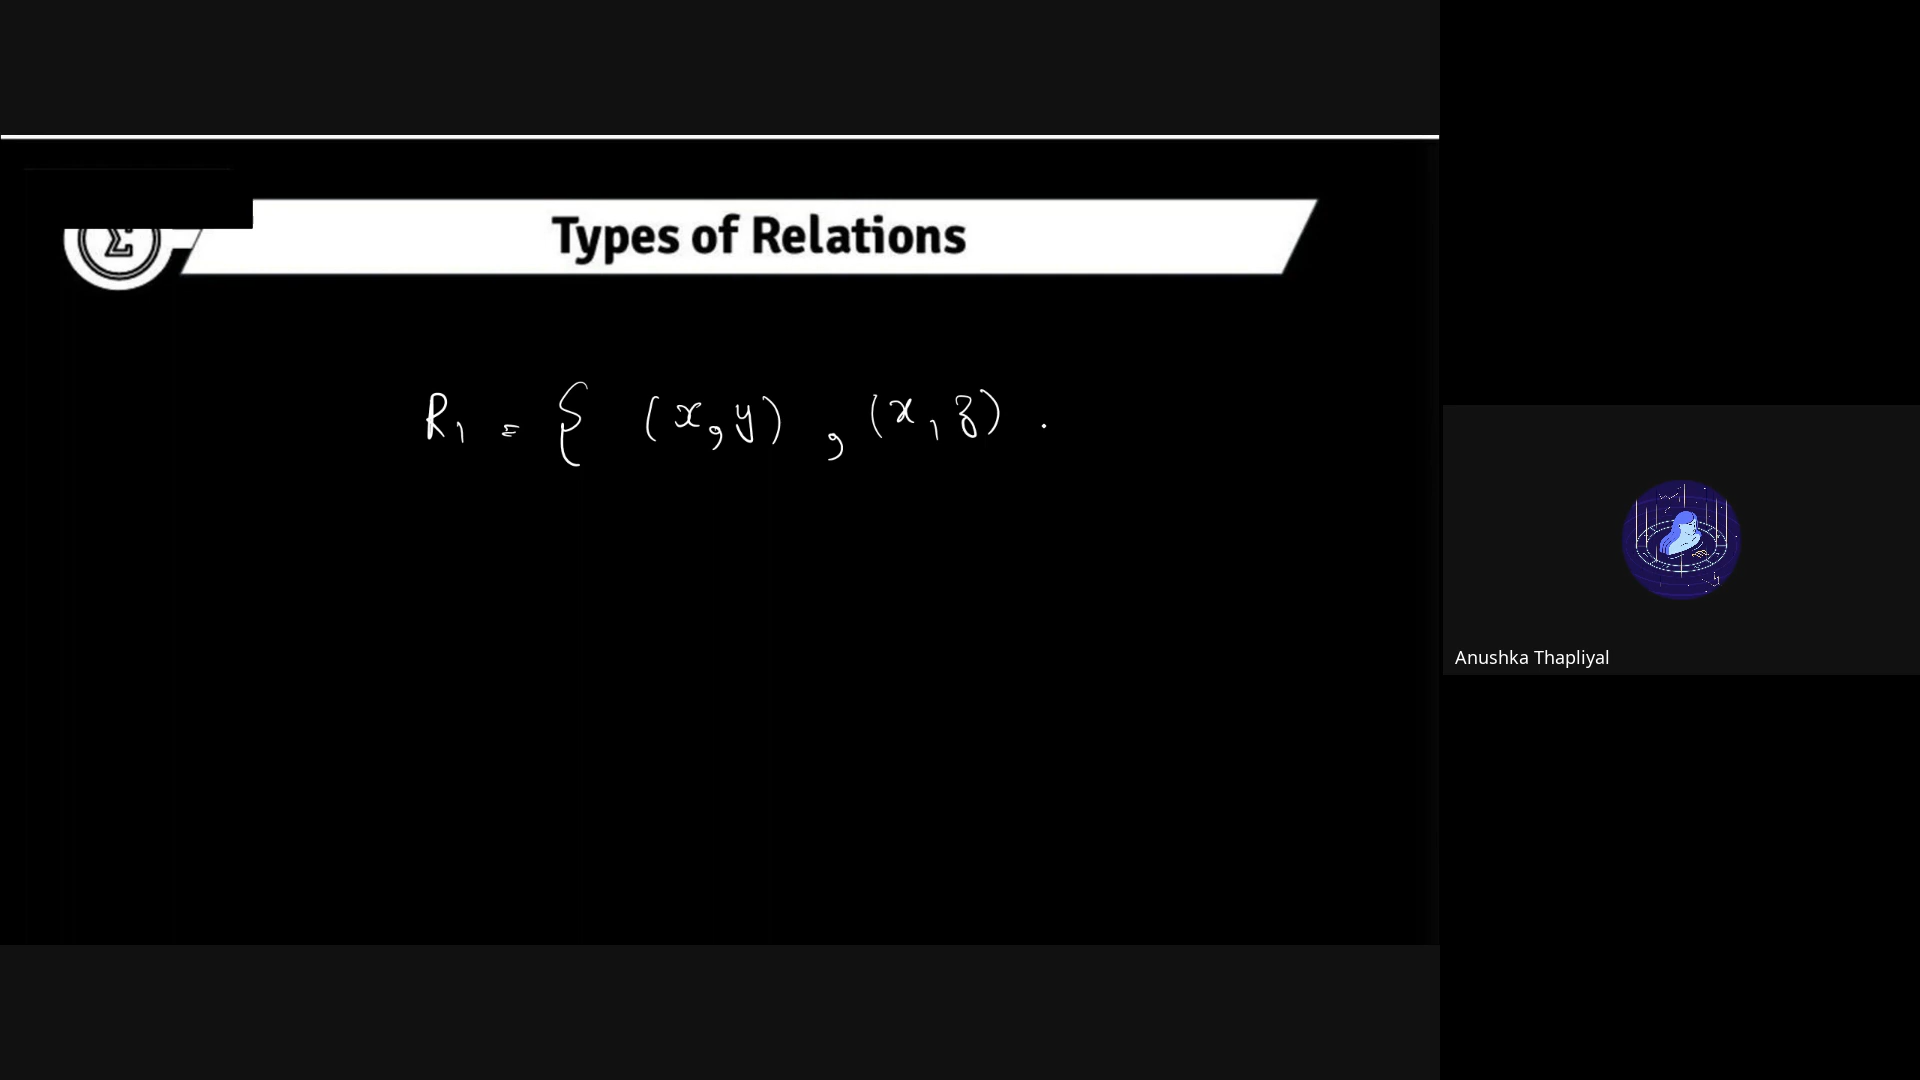 Σ
Types of Relations
R₁ = { (x,y) , (x,z) .
Anushka Thapliyal